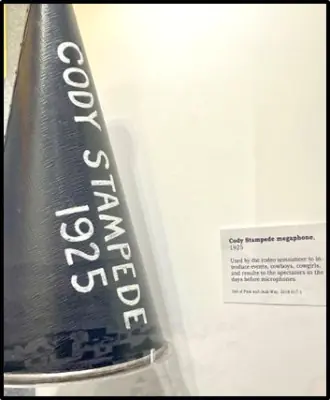 CODY STAMPEDE
1925
Cody Stampede megaphone,
1925
Used by the rodeo announcer to in-
troduce events, cowboys, cowgirls,
and results to the spectators in the
days before microphones.